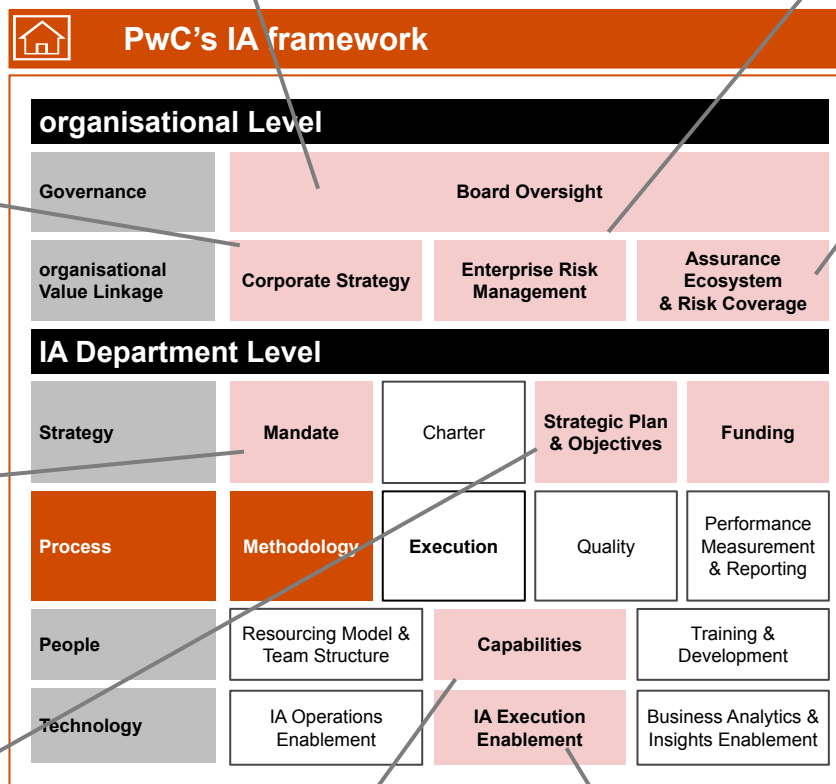 PwC's IA framework
organisational Level
Governance
Board Oversight
organisational
Value Linkage
Corporate Strategy
Enterprise Risk
Management
Assurance
Ecosystem
& Risk Coverage
IA Department Level
Strategy
Mandate
Charter
Strategic Plan
& Objectives
Funding
Process
Methodology
Execution
Quality
Performance
Measurement
& Reporting
People
Resourcing Model &
Team Structure
Capabilities
Training &
Development
Technology
IA Operations
Enablement
IA Execution
Enablement
Business Analytics &
Insights Enablement